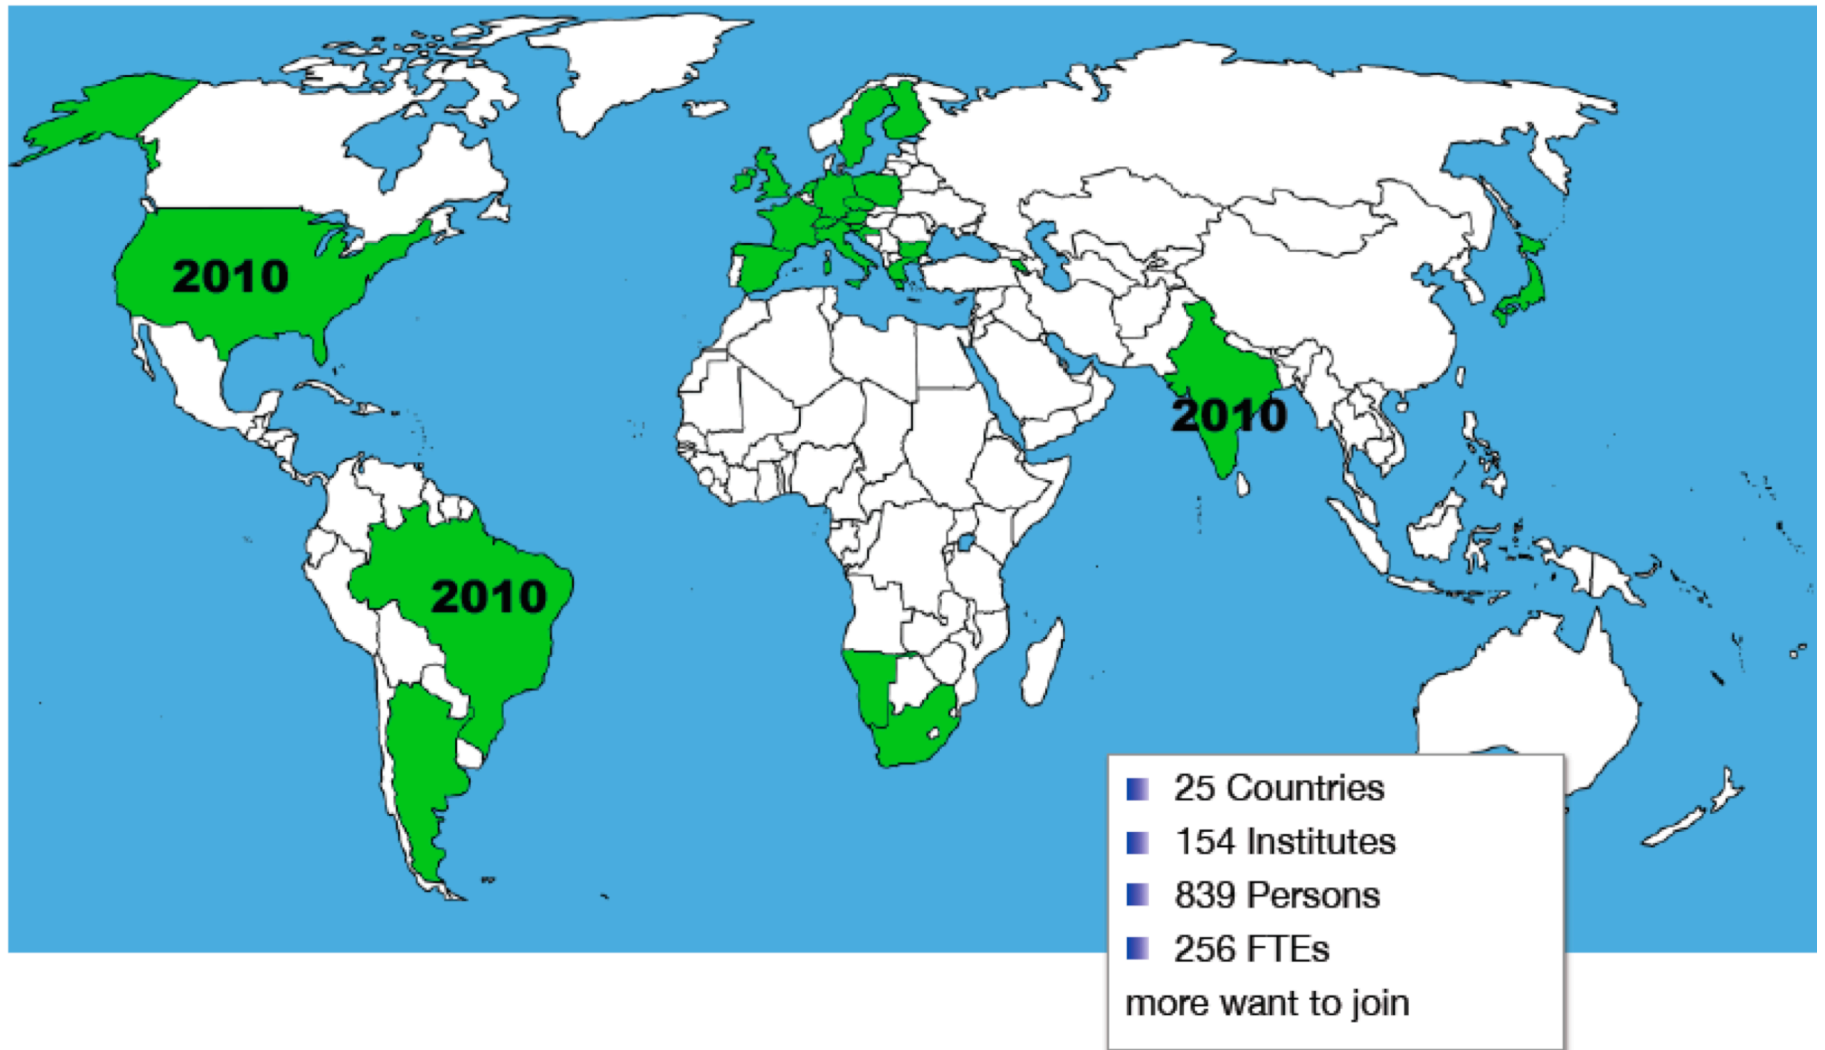 2010
2010
2010
25 Countries
154 Institutes
839 Persons
256 FTEs
more want to join